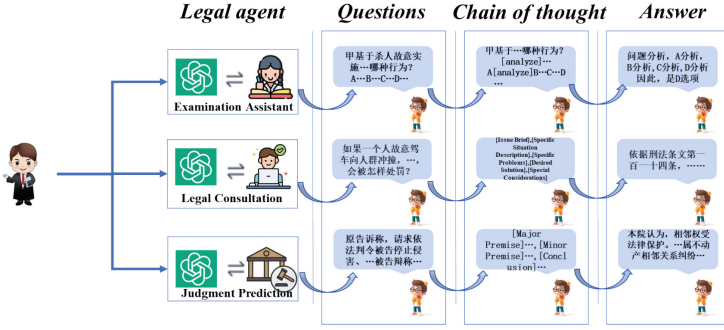 Legal agent
Questions
Chain of thought
Answer
Examination Assistant
甲基于杀人故意实
施…哪种行为?
A…B…C…D…
甲基于…哪种行为?
[analyze]…
A[analyze]B…C…D
…
问题分析, A分析,
B分析, C分析, D分析
因此, 是D选项
Legal Consultation
如果一个人故意驾
车向人群冲撞, …,
会被怎样处罚?
[Issue Brief],[Specific
Situation
Description],[Specific
Problems],[Desired
Solution],[Special
Considerations]
依据刑法条文第一
百一十四条, ……
Judgment Prediction
原告诉称, 请求依
法判令被告停止侵
害、…被告辩称…
[Major
Premise]…,[Minor
Premise]…,[Concl
usion]…
本院认为, 相邻权受
法律保护。…属不动
产相邻关系纠纷…